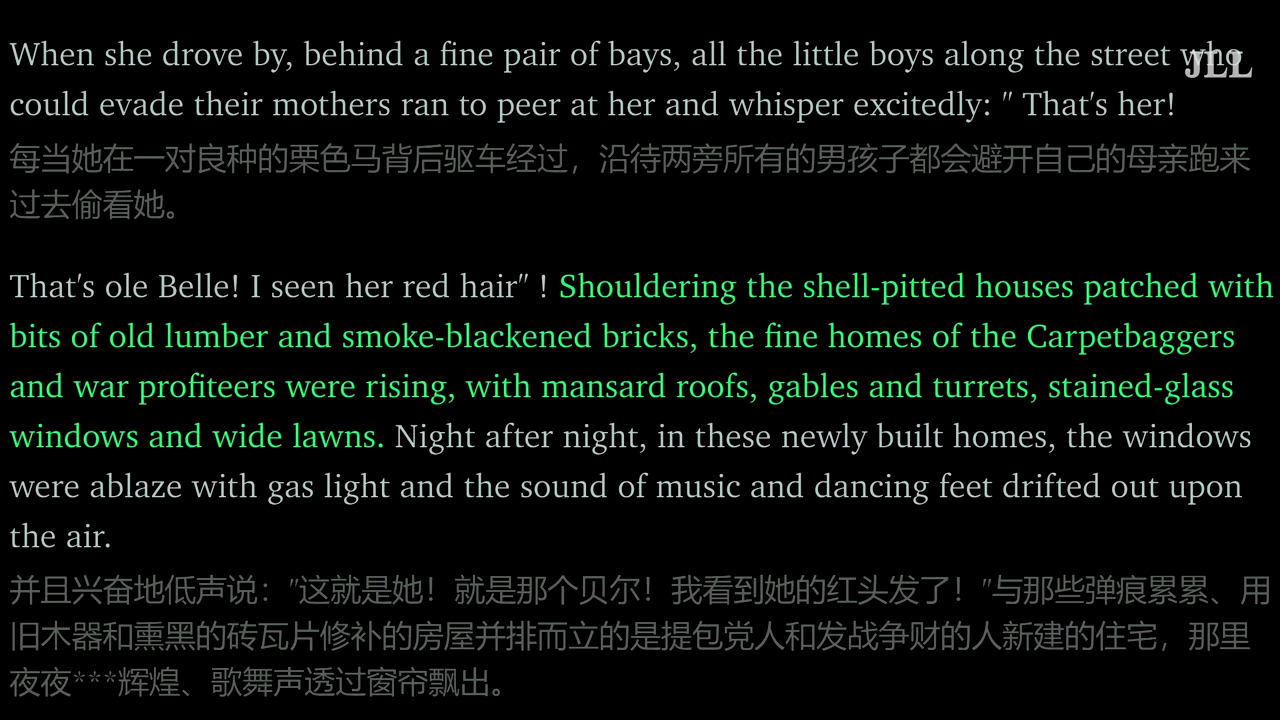 When she drove by, behind a fine pair of bays, all the little boys along the street who
JLL
could evade their mothers ran to peer at her and whisper excitedly: " That's her!
每当她在一对良种的栗色马背后驱车经过，沿待两旁所有的男孩子都会避开自己的母亲跑来
过去偷看她。
That's ole Belle! I seen her red hair" ! Shouldering the shell-pitted houses patched with
bits of old lumber and smoke-blackened bricks, the fine homes of the Carpetbaggers
and war profiteers were rising, with mansard roofs, gables and turrets, stained-glass
windows and wide lawns. Night after night, in these newly built homes, the windows
were ablaze with gas light and the sound of music and dancing feet drifted out upon
the air.
并且兴奋地低声说："这就是她！就是那个贝尔！我看到她的红头发了！"与那些弹痕累累、用
旧木器和熏黑的砖瓦片修补的房屋并排而立的是提包党人和发战争财的人新建的住宅，那里
夜夜***辉煌、歌舞声透过窗帘飘出。